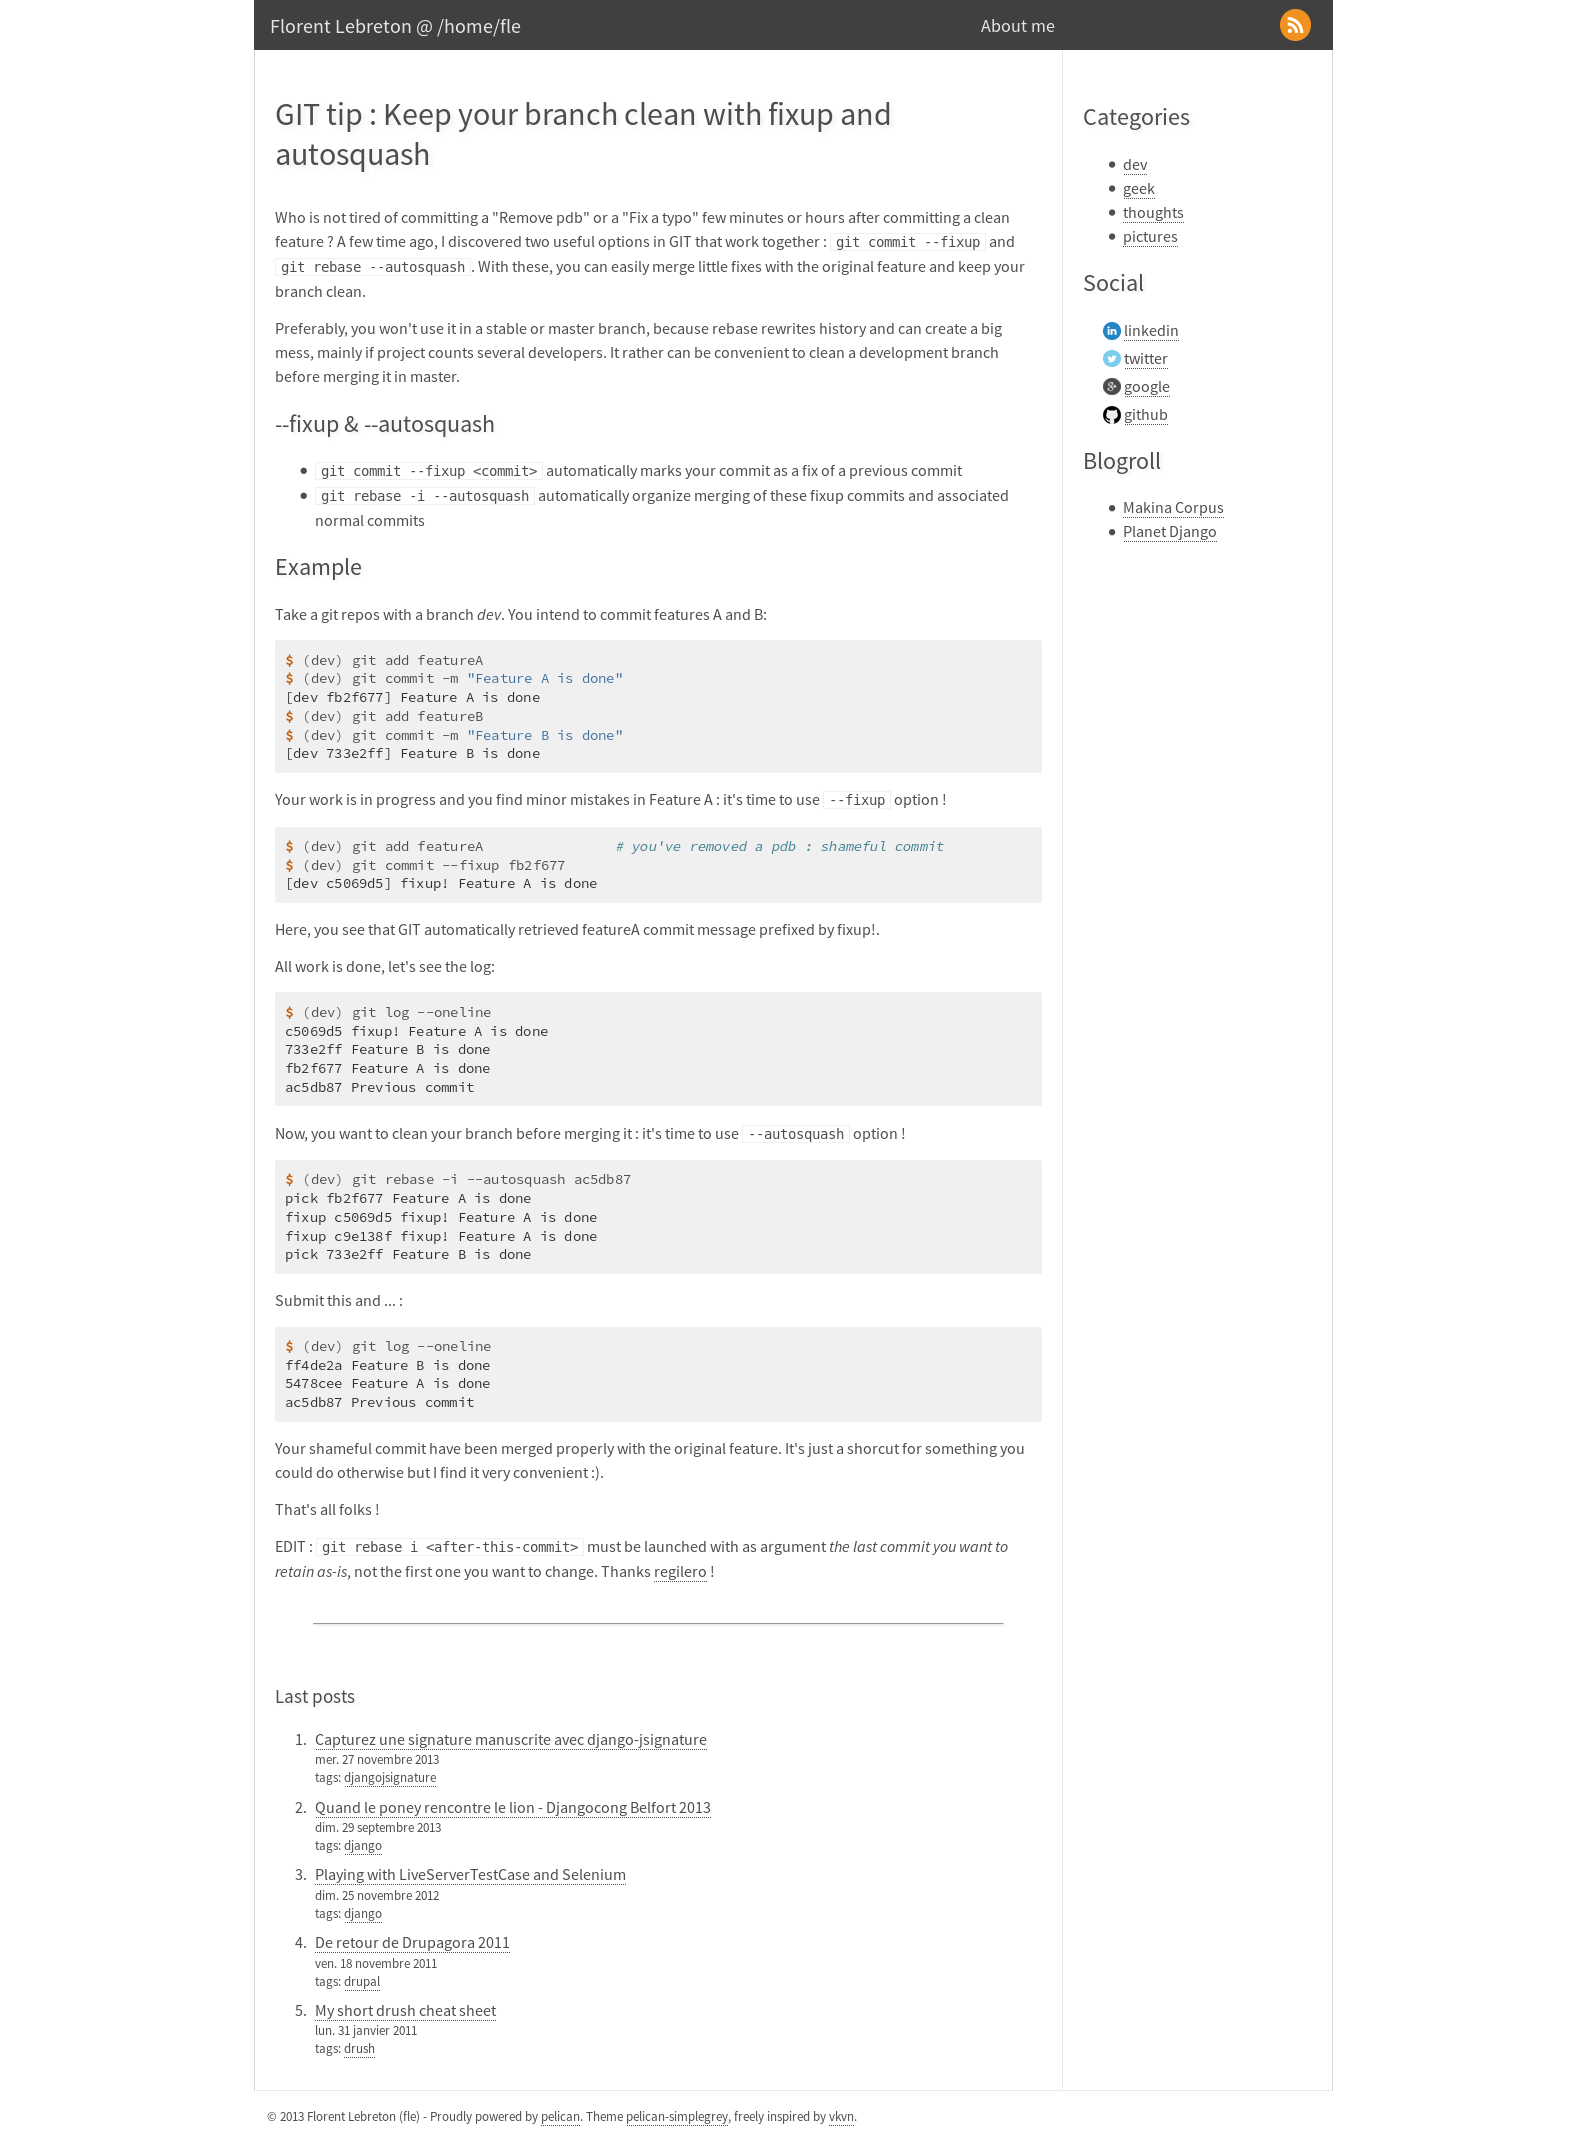 Florent Lebreton @ /home/fle
About me
GIT tip : Keep your branch clean with fixup and
autosquash
Who is not tired of committing a "Remove pdb" or a "Fix a typo" few minutes or hours after committing a clean
feature ? A few time ago, I discovered two useful options in GIT that work together : git commit --fixup and
git rebase --autosquash. With these, you can easily merge little fixes with the original feature and keep your
branch clean.
Preferably, you won't use it in a stable or master branch, because rebase rewrites history and can create a big
mess, mainly if project counts several developers. It rather can be convenient to clean a development branch
before merging it in master.
--fixup & --autosquash
• git commit --fixup <commit> automatically marks your commit as a fix of a previous commit
• git rebase -i --autosquash automatically organize merging of these fixup commits and associated
normal commits
Example
Take a git repos with a branch dev. You intend to commit features A and B:
$ (dev) git add featureA
$ (dev) git commit -m "Feature A is done"
[dev fb2f677] Feature A is done
$ (dev) git add featureB
$ (dev) git commit -m "Feature B is done"
[dev 733e2ff] Feature B is done
Your work is in progress and you find minor mistakes in Feature A : it's time to use --fixup option !
$ (dev) git add featureA                # you've removed a pdb : shameful commit
$ (dev) git commit --fixup fb2f677
[dev c5069d5] fixup! Feature A is done
Here, you see that GIT automatically retrieved featureA commit message prefixed by fixup!.
All work is done, let's see the log:
$ (dev) git log --oneline
c5069d5 fixup! Feature A is done
733e2ff Feature B is done
fb2f677 Feature A is done
ac5db87 Previous commit
Now, you want to clean your branch before merging it : it's time to use --autosquash option !
$ (dev) git rebase -i --autosquash ac5db87
pick fb2f677 Feature A is done
fixup c5069d5 fixup! Feature A is done
fixup c9e138f fixup! Feature A is done
pick 733e2ff Feature B is done
Submit this and ... :
$ (dev) git log --oneline
ff4de2a Feature B is done
5478cee Feature A is done
ac5db87 Previous commit
Your shameful commit have been merged properly with the original feature. It's just a shorcut for something you
could do otherwise but I find it very convenient :).
That's all folks !
EDIT : git rebase i <after-this-commit> must be launched with as argument the last commit you want to
retain as-is, not the first one you want to change. Thanks regilero !
Last posts
1. Capturez une signature manuscrite avec django-jsignature
mer. 27 novembre 2013
tags: djangojsignature
2. Quand le poney rencontre le lion - Djangocong Belfort 2013
dim. 29 septembre 2013
tags: django
3. Playing with LiveServerTestCase and Selenium
dim. 25 novembre 2012
tags: django
4. De retour de Drupagora 2011
ven. 18 novembre 2011
tags: drupal
5. My short drush cheat sheet
lun. 31 janvier 2011
tags: drush
Categories
• dev
• geek
• thoughts
• pictures
Social
linkedin
twitter
google
github
Blogroll
• Makina Corpus
• Planet Django
© 2013 Florent Lebreton (fle) - Proudly powered by pelican. Theme pelican-simplegrey, freely inspired by vkvn.